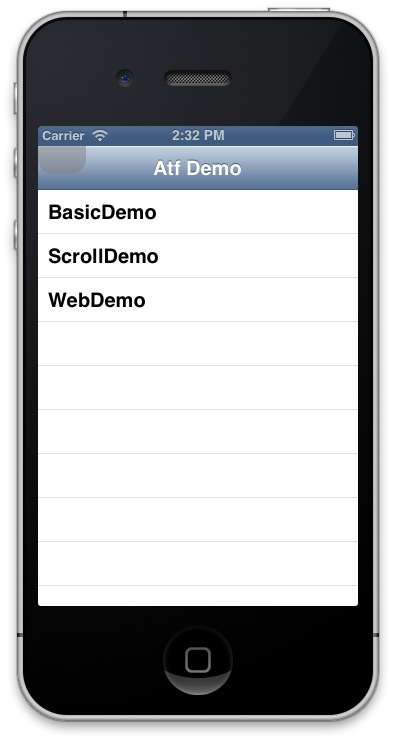 Carrier 2:32 PM
Atf Demo
BasicDemo
ScrollDemo
WebDemo